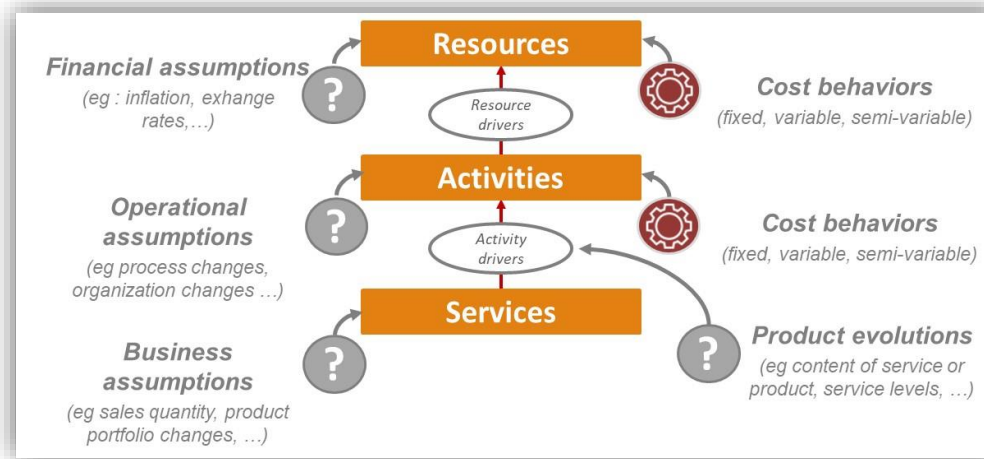 Resources
Financial assumptions
(eg : inflation, exhange
rates,…)
?
Resource
drivers
Cost behaviors
(fixed, variable, semi-variable)
Activities
Operational
assumptions
(eg process changes,
organization changes …)
?
Activity
drivers
Cost behaviors
(fixed, variable, semi-variable)
Services
Business
assumptions
(eg sales quantity, product
portfolio changes, …)
?
?
Product evolutions
(eg content of service or
product, service levels, …)